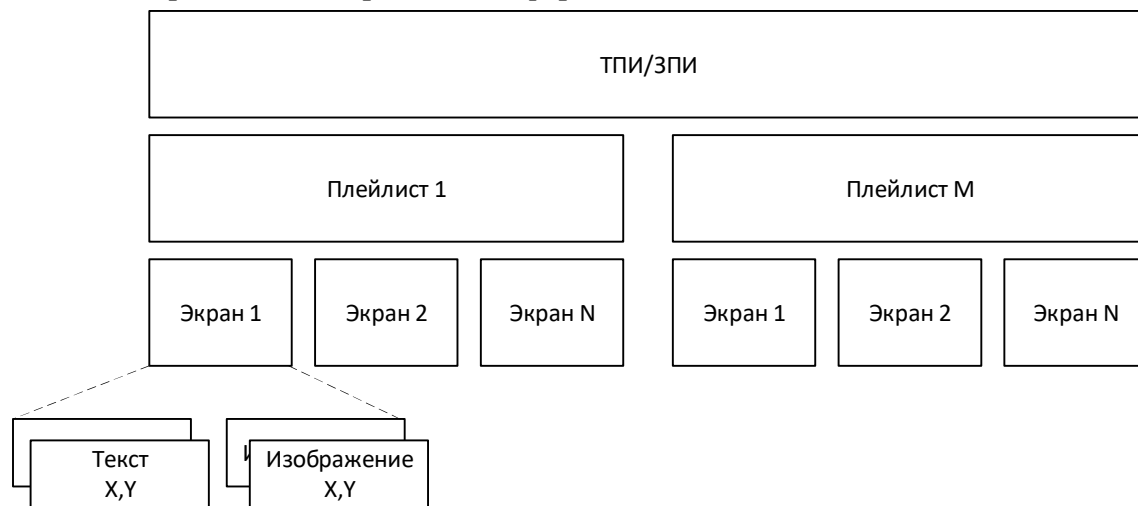 ТПИ/ЗПИ
Плейлист 1
Плейлист M
Экран 1
Экран 2
Экран N
Экран 1
Экран 2
Экран N
Текст
X,Y
Изображение
X,Y